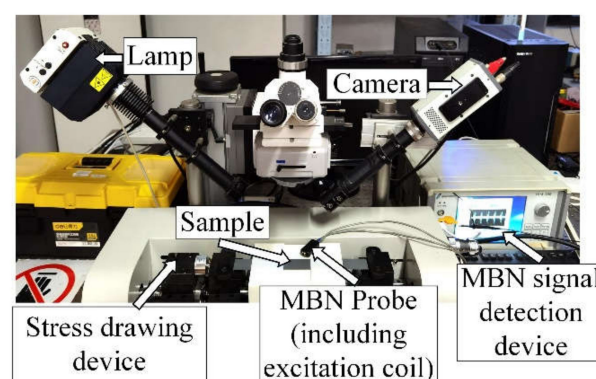 Lamp
Camera
Sample
Stress drawing
device
MBN Probe
(including
excitation coil)
MBN signal
detection
device